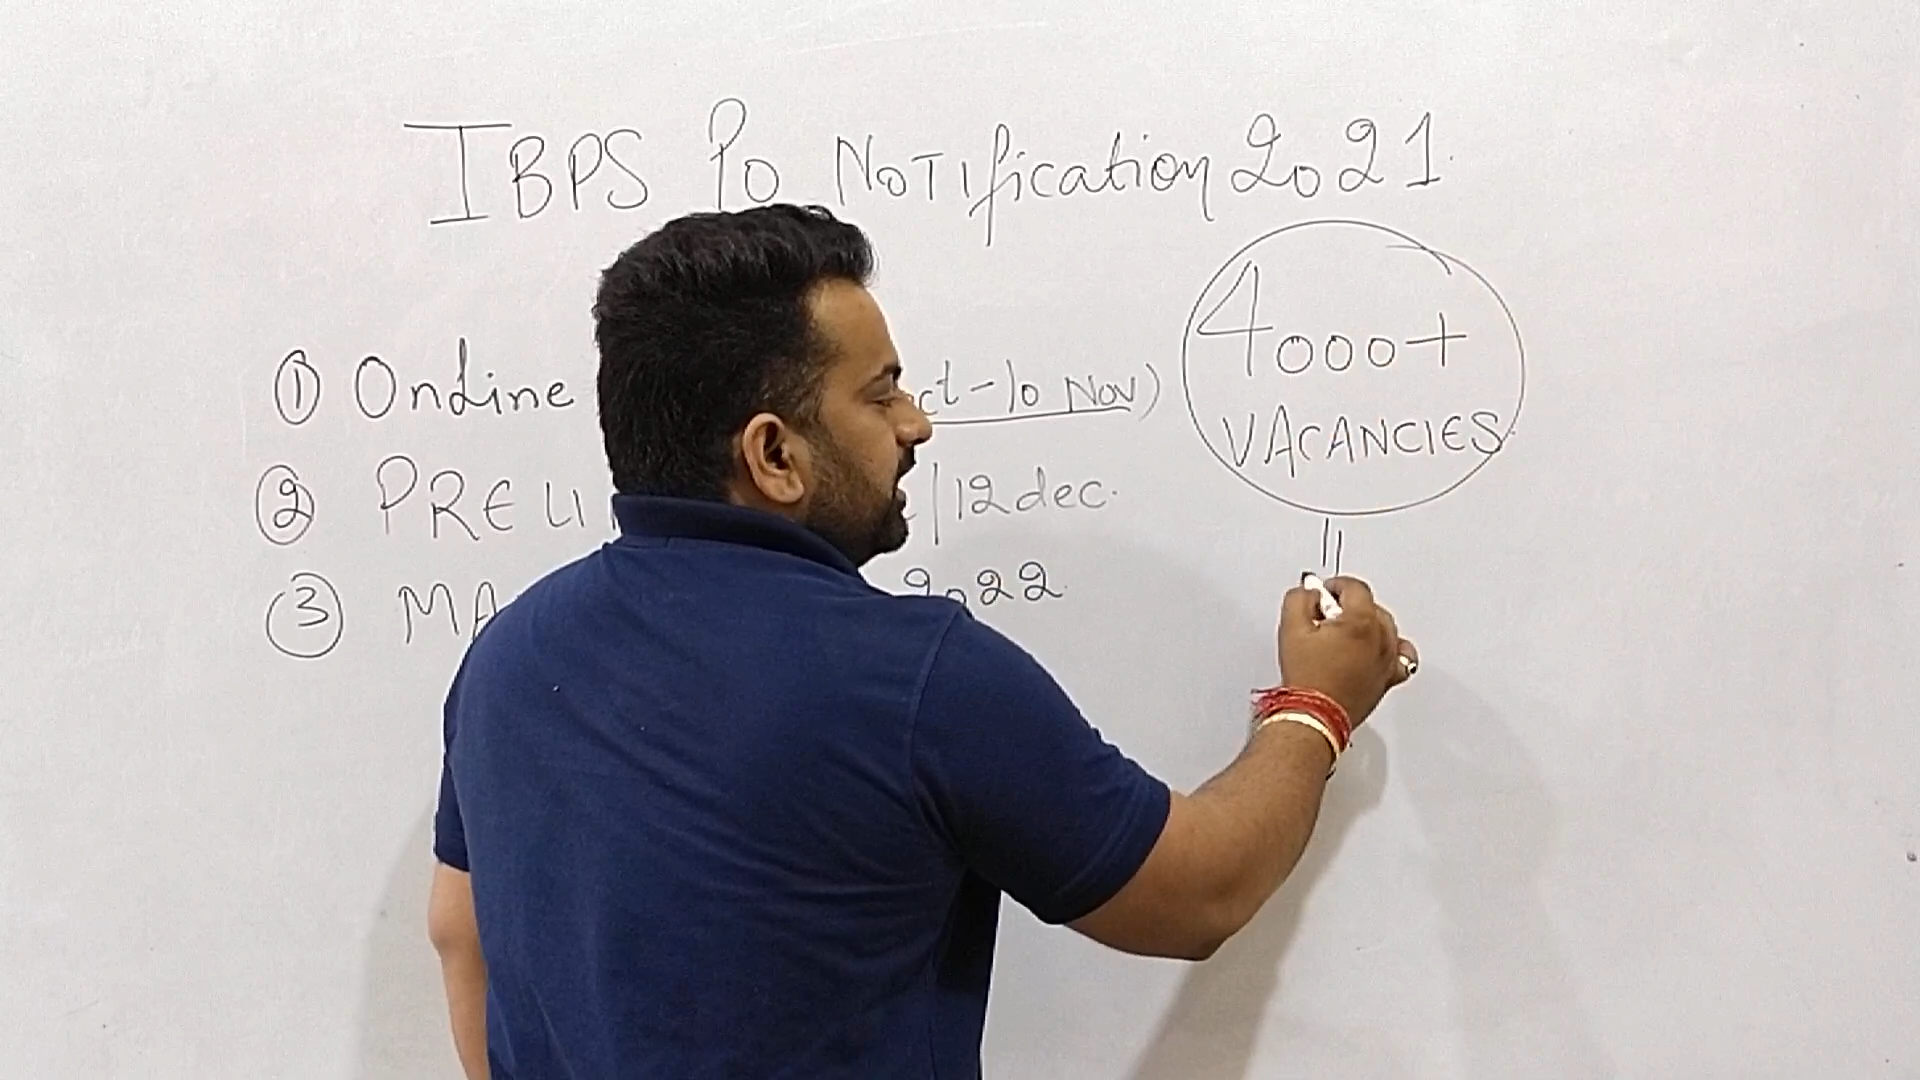 IBPS PO NOTIfication 2021.
① Online ct - 10 Nov)
4000+
VACANCIES
② PRELI /12 dec.
③ MA 2022.